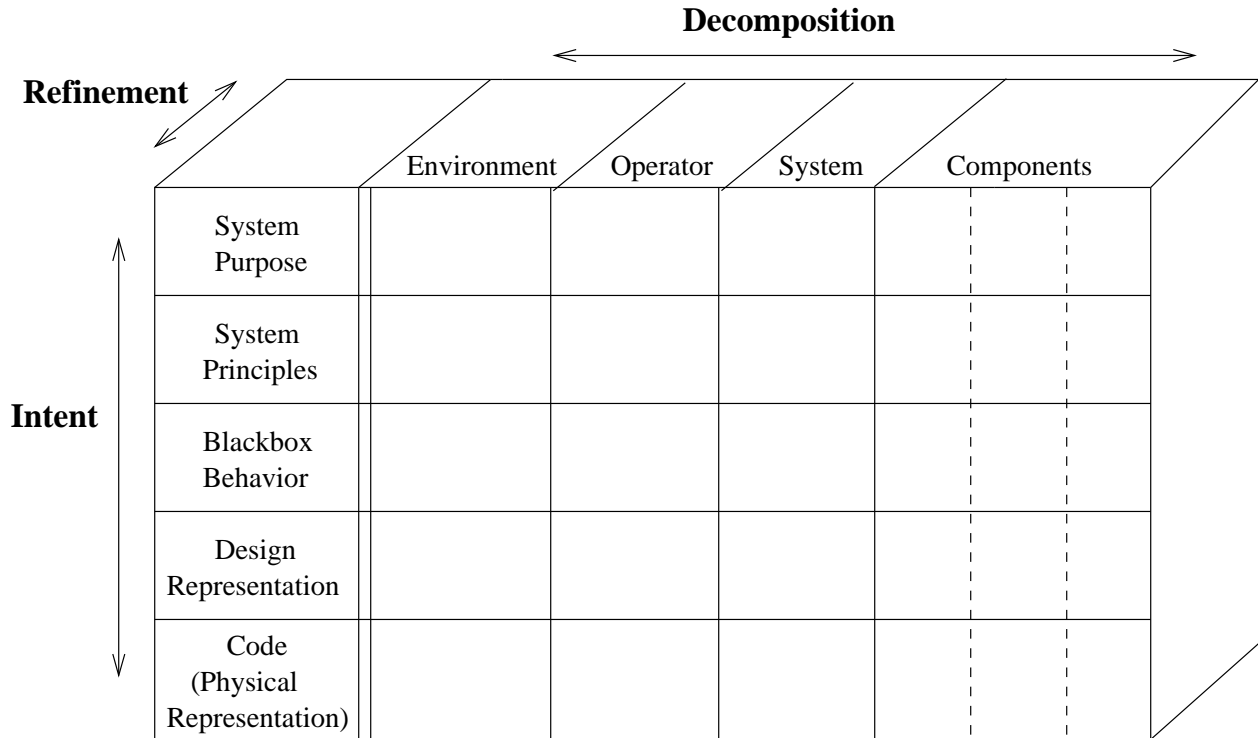 Decomposition
Refinement
Environment Operator System Components
System
Purpose
System
Principles
Intent
Blackbox
Behavior
Design
Representation
Code
(Physical
Representation)